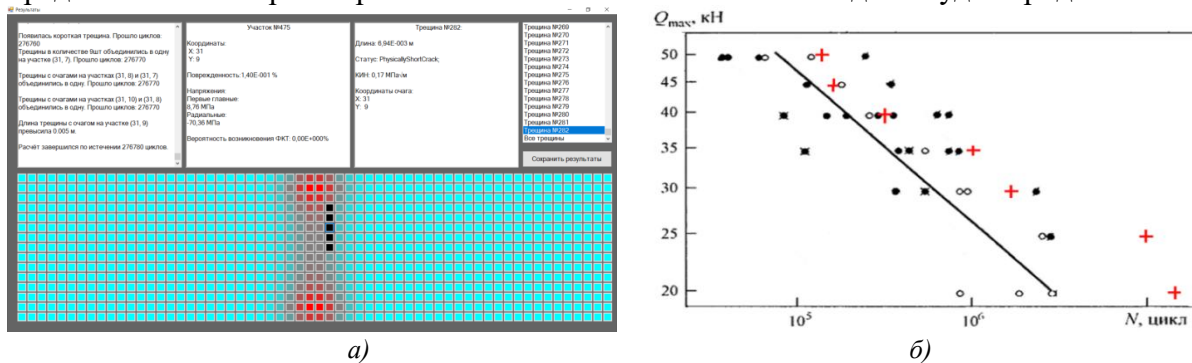 Результаты
Появилась короткая трещина. Прошло циклов:
276760
Трещины в количестве 9шт объединились в одну
на участке (31, 7). Прошло циклов: 276770
Трещины с очагами на участках (31, 8) и (31, 7)
объединились в одну. Прошло циклов: 276770
Трещины с очагами на участках (31, 10) и (31, 8)
объединились в одну. Прошло циклов: 276770
Длина трещины с очагом на участке (31, 9)
превысила 0.005 м.
Расчёт завершился по истечении 276780 циклов.
Участок №475
Координаты:
X: 31
Y: 9
Поврежденность:1,40E-001 %
Напряжения:
Первые главные:
8,76 МПа
Радиальные:
-70,36 МПа
Вероятность возникновения ФКТ: 0,00E+000%
Трещина №282
Длина: 6,94E-003 м
Статус: PhysicallyShortCrack;
КИН: 0,17 МПа√м
Координаты очага
X: 31
Y: 9
Трещина №269
Трещина №270
Трещина №271
Трещина №272
Трещина №273
Трещина №274
Трещина №275
Трещина №276
Трещина №277
Трещина №278
Трещина №279
Трещина №280
Трещина №281
Трещина №282
Все трещины
Сохранить результаты
а)
Qmax, кН
50
45
40
35
30
25
20
10⁵
10⁶
N, цикл
б)